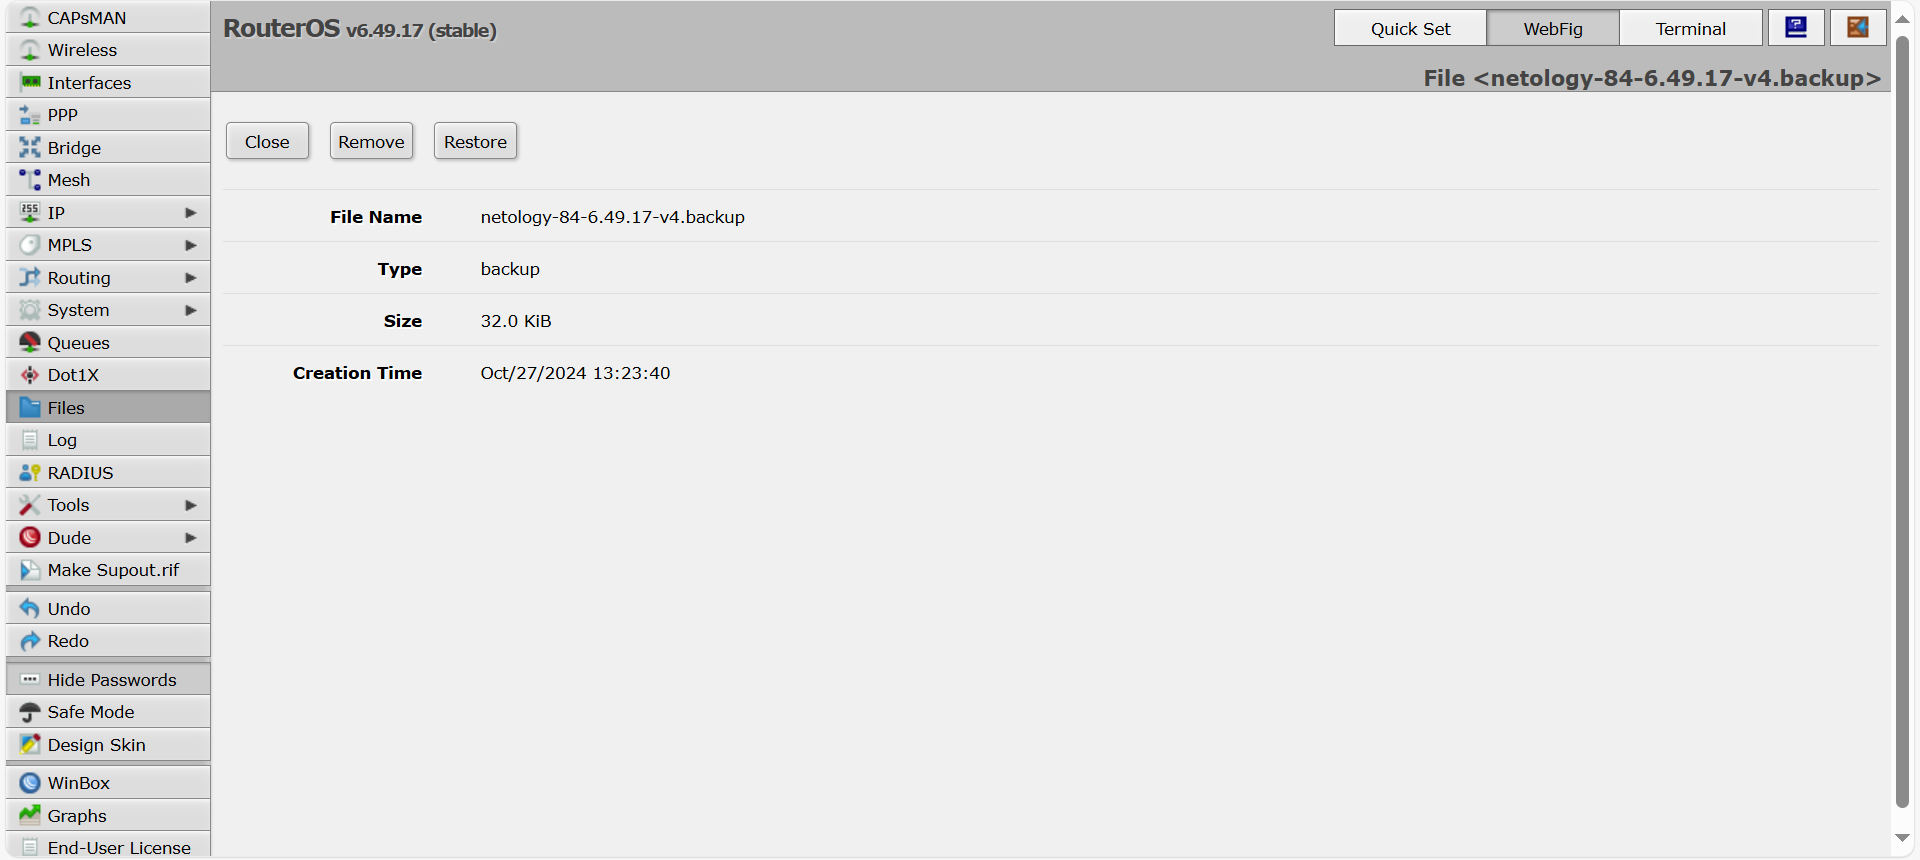 CAPsMAN
Wireless
Interfaces
PPP
Bridge
Mesh
IP
MPLS
Routing
System
Queues
Dot1X
Files
Log
RADIUS
Tools
Dude
Make Supout.rif
Undo
Redo
Hide Passwords
Safe Mode
Design Skin
WinBox
Graphs
End-User License
RouterOS v6.49.17 (stable)
Quick Set WebFig Terminal
File <netology-84-6.49.17-v4.backup>
Close Remove Restore
File Name netology-84-6.49.17-v4.backup
Type backup
Size 32.0 KiB
Creation Time Oct/27/2024 13:23:40